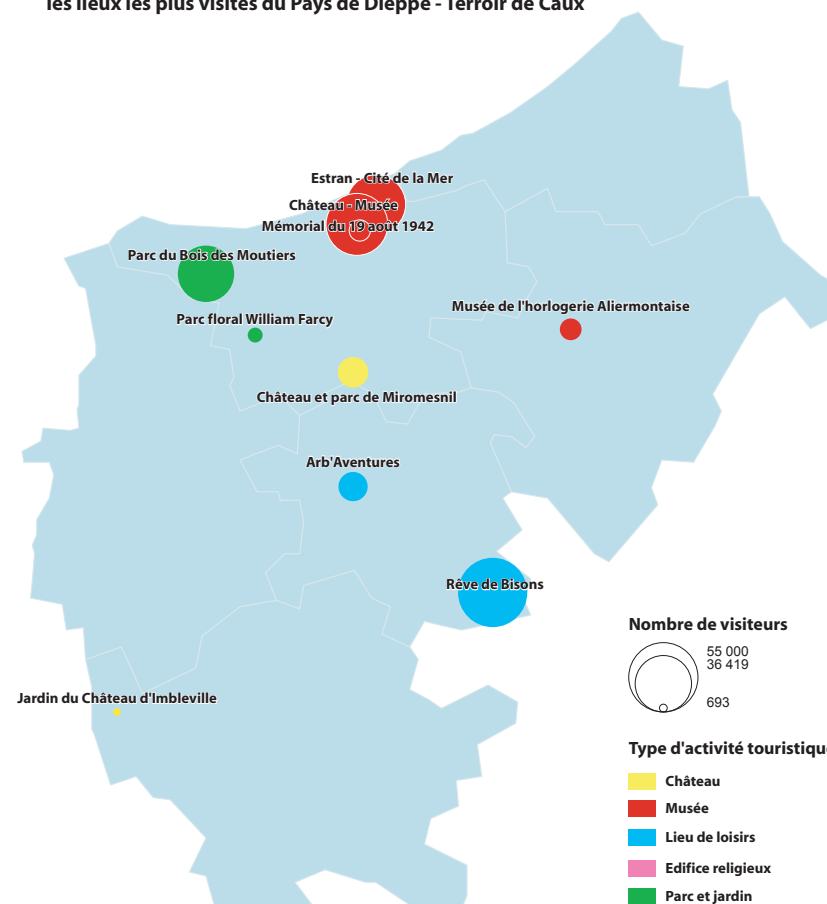 les lieux les plus visités du Pays de Dieppe - Terroir de Caux
Estran - Cité de la Mer
Château - Musée
Mémorial du 19 août 1942
Parc du Bois des Moutiers
Musée de l'horlogerie Aliermontaise
Parc floral William Farcy
Château et parc de Miromesnil
Arb'Aventures
Rêve de Bisons
Jardin du Château d'Imbleville
Nombre de visiteurs
55 000
36 419
693
Type d'activité touristique
Château
Musée
Lieu de loisirs
Edifice religieux
Parc et jardin